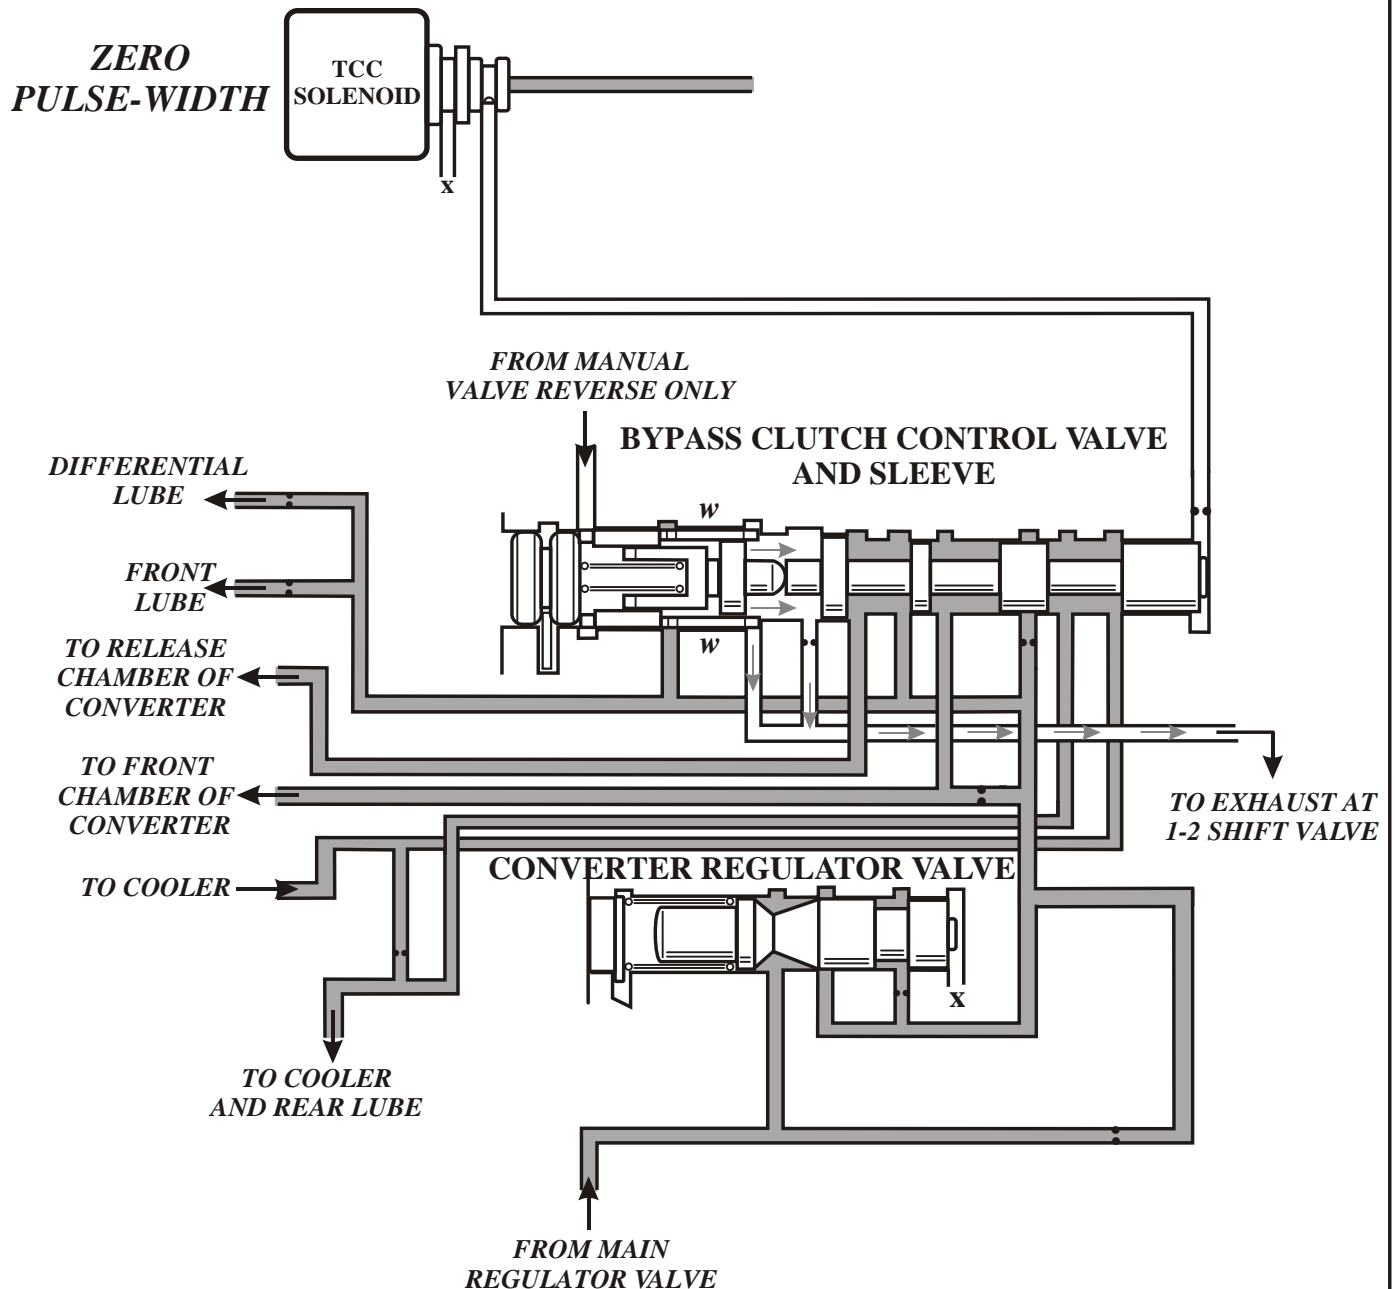 ZERO
PULSE-WIDTH
TCC
SOLENOID
x
FROM MANUAL
VALVE REVERSE ONLY
BYPASS CLUTCH CONTROL VALVE
AND SLEEVE
DIFFERENTIAL
LUBE
w
FRONT
LUBE
w
TO RELEASE
CHAMBER OF
CONVERTER
TO FRONT
CHAMBER OF
CONVERTER
TO EXHAUST AT
1-2 SHIFT VALVE
CONVERTER REGULATOR VALVE
TO COOLER
x
TO COOLER
AND REAR LUBE
FROM MAIN
REGULATOR VALVE